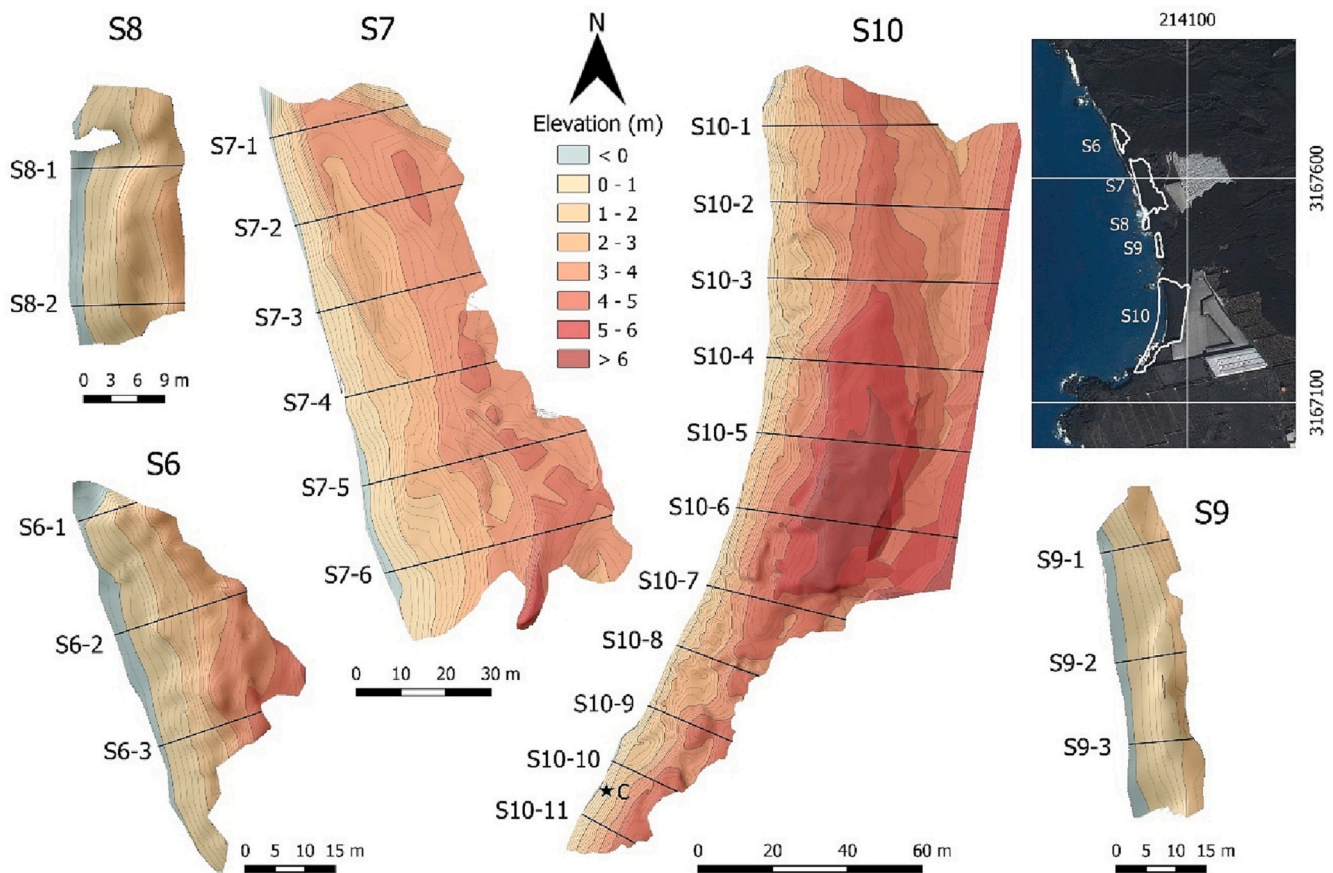 S8
S7
N
S10
214100
Elevation (m)
< 0
0 - 1
1 - 2
2 - 3
3 - 4
4 - 5
5 - 6
> 6
S8-1
S8-2
0 3 6 9 m
S7-1
S7-2
S7-3
S7-4
S7-5
S7-6
0 10 20 30 m
S10-1
S10-2
S10-3
S10-4
S10-5
S10-6
S10-7
S10-8
S10-9
S10-10
C
S10-11
0 20 40 60 m
S6
S7
S8
S9
S10
3167600
3167100
S6
S6-1
S6-2
S6-3
0 5 10 15 m
S9
S9-1
S9-2
S9-3
0 5 10 15 m